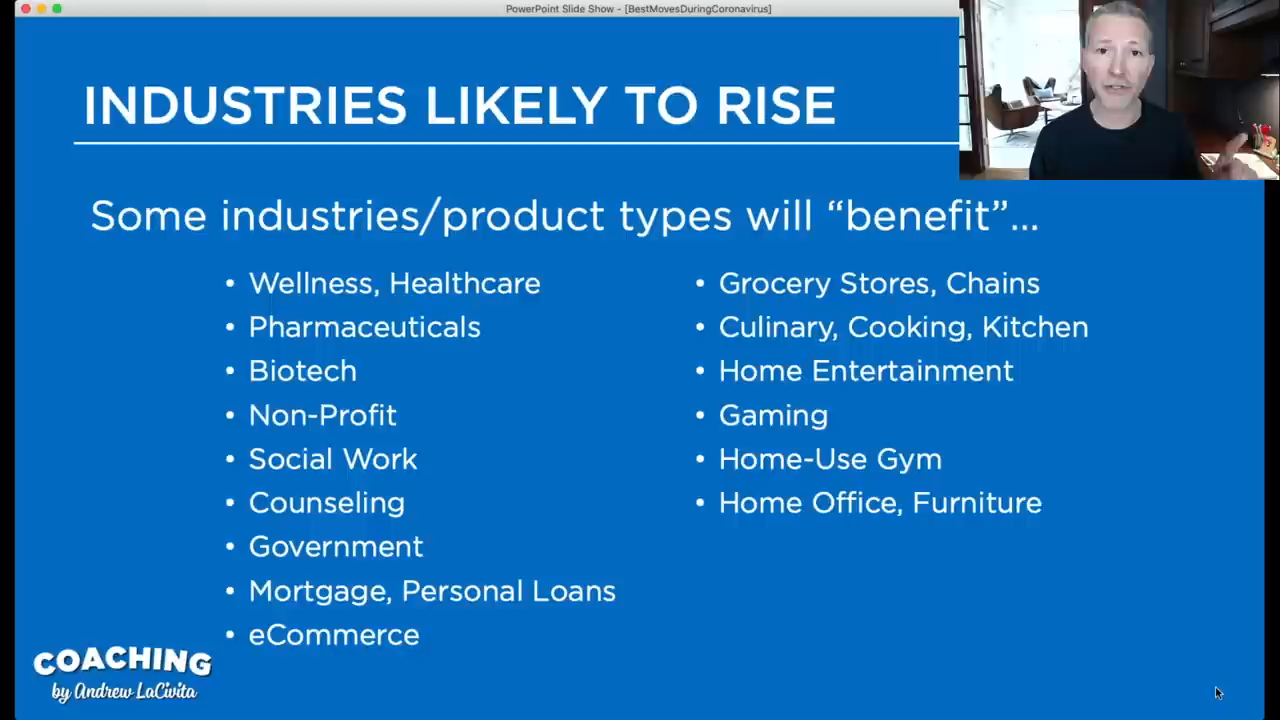 PowerPoint Slide Show - [BestMovesDuringCoronavirus]
INDUSTRIES LIKELY TO RISE
Some industries/product types will “benefit”...
• Wellness, Healthcare
• Pharmaceuticals
• Biotech
• Non-Profit
• Social Work
• Counseling
• Government
• Mortgage, Personal Loans
• eCommerce
• Grocery Stores, Chains
• Culinary, Cooking, Kitchen
• Home Entertainment
• Gaming
• Home-Use Gym
• Home Office, Furniture
COACHING
by Andrew LaCivita